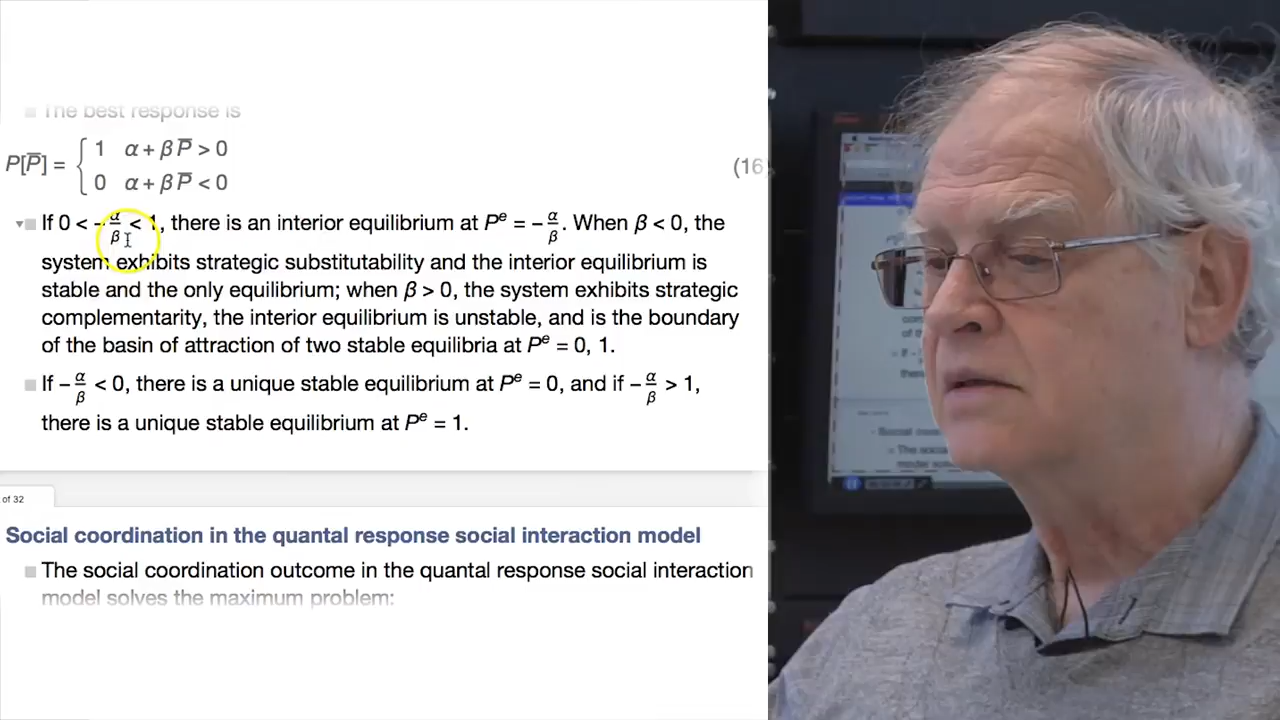 The best response is
P[P̅] = { 1 α + β P̅ > 0
0 α + β P̅ < 0
(16
If 0 < - α/β < 1, there is an interior equilibrium at Pᵉ = - α/β. When β < 0, the
system exhibits strategic substitutability and the interior equilibrium is
stable and the only equilibrium; when β > 0, the system exhibits strategic
complementarity, the interior equilibrium is unstable, and is the boundary
of the basin of attraction of two stable equilibria at Pᵉ = 0, 1.
If - α/β < 0, there is a unique stable equilibrium at Pᵉ = 0, and if - α/β > 1,
there is a unique stable equilibrium at Pᵉ = 1.
of 32
Social coordination in the quantal response social interaction model
The social coordination outcome in the quantal response social interaction
model solves the maximum problem: